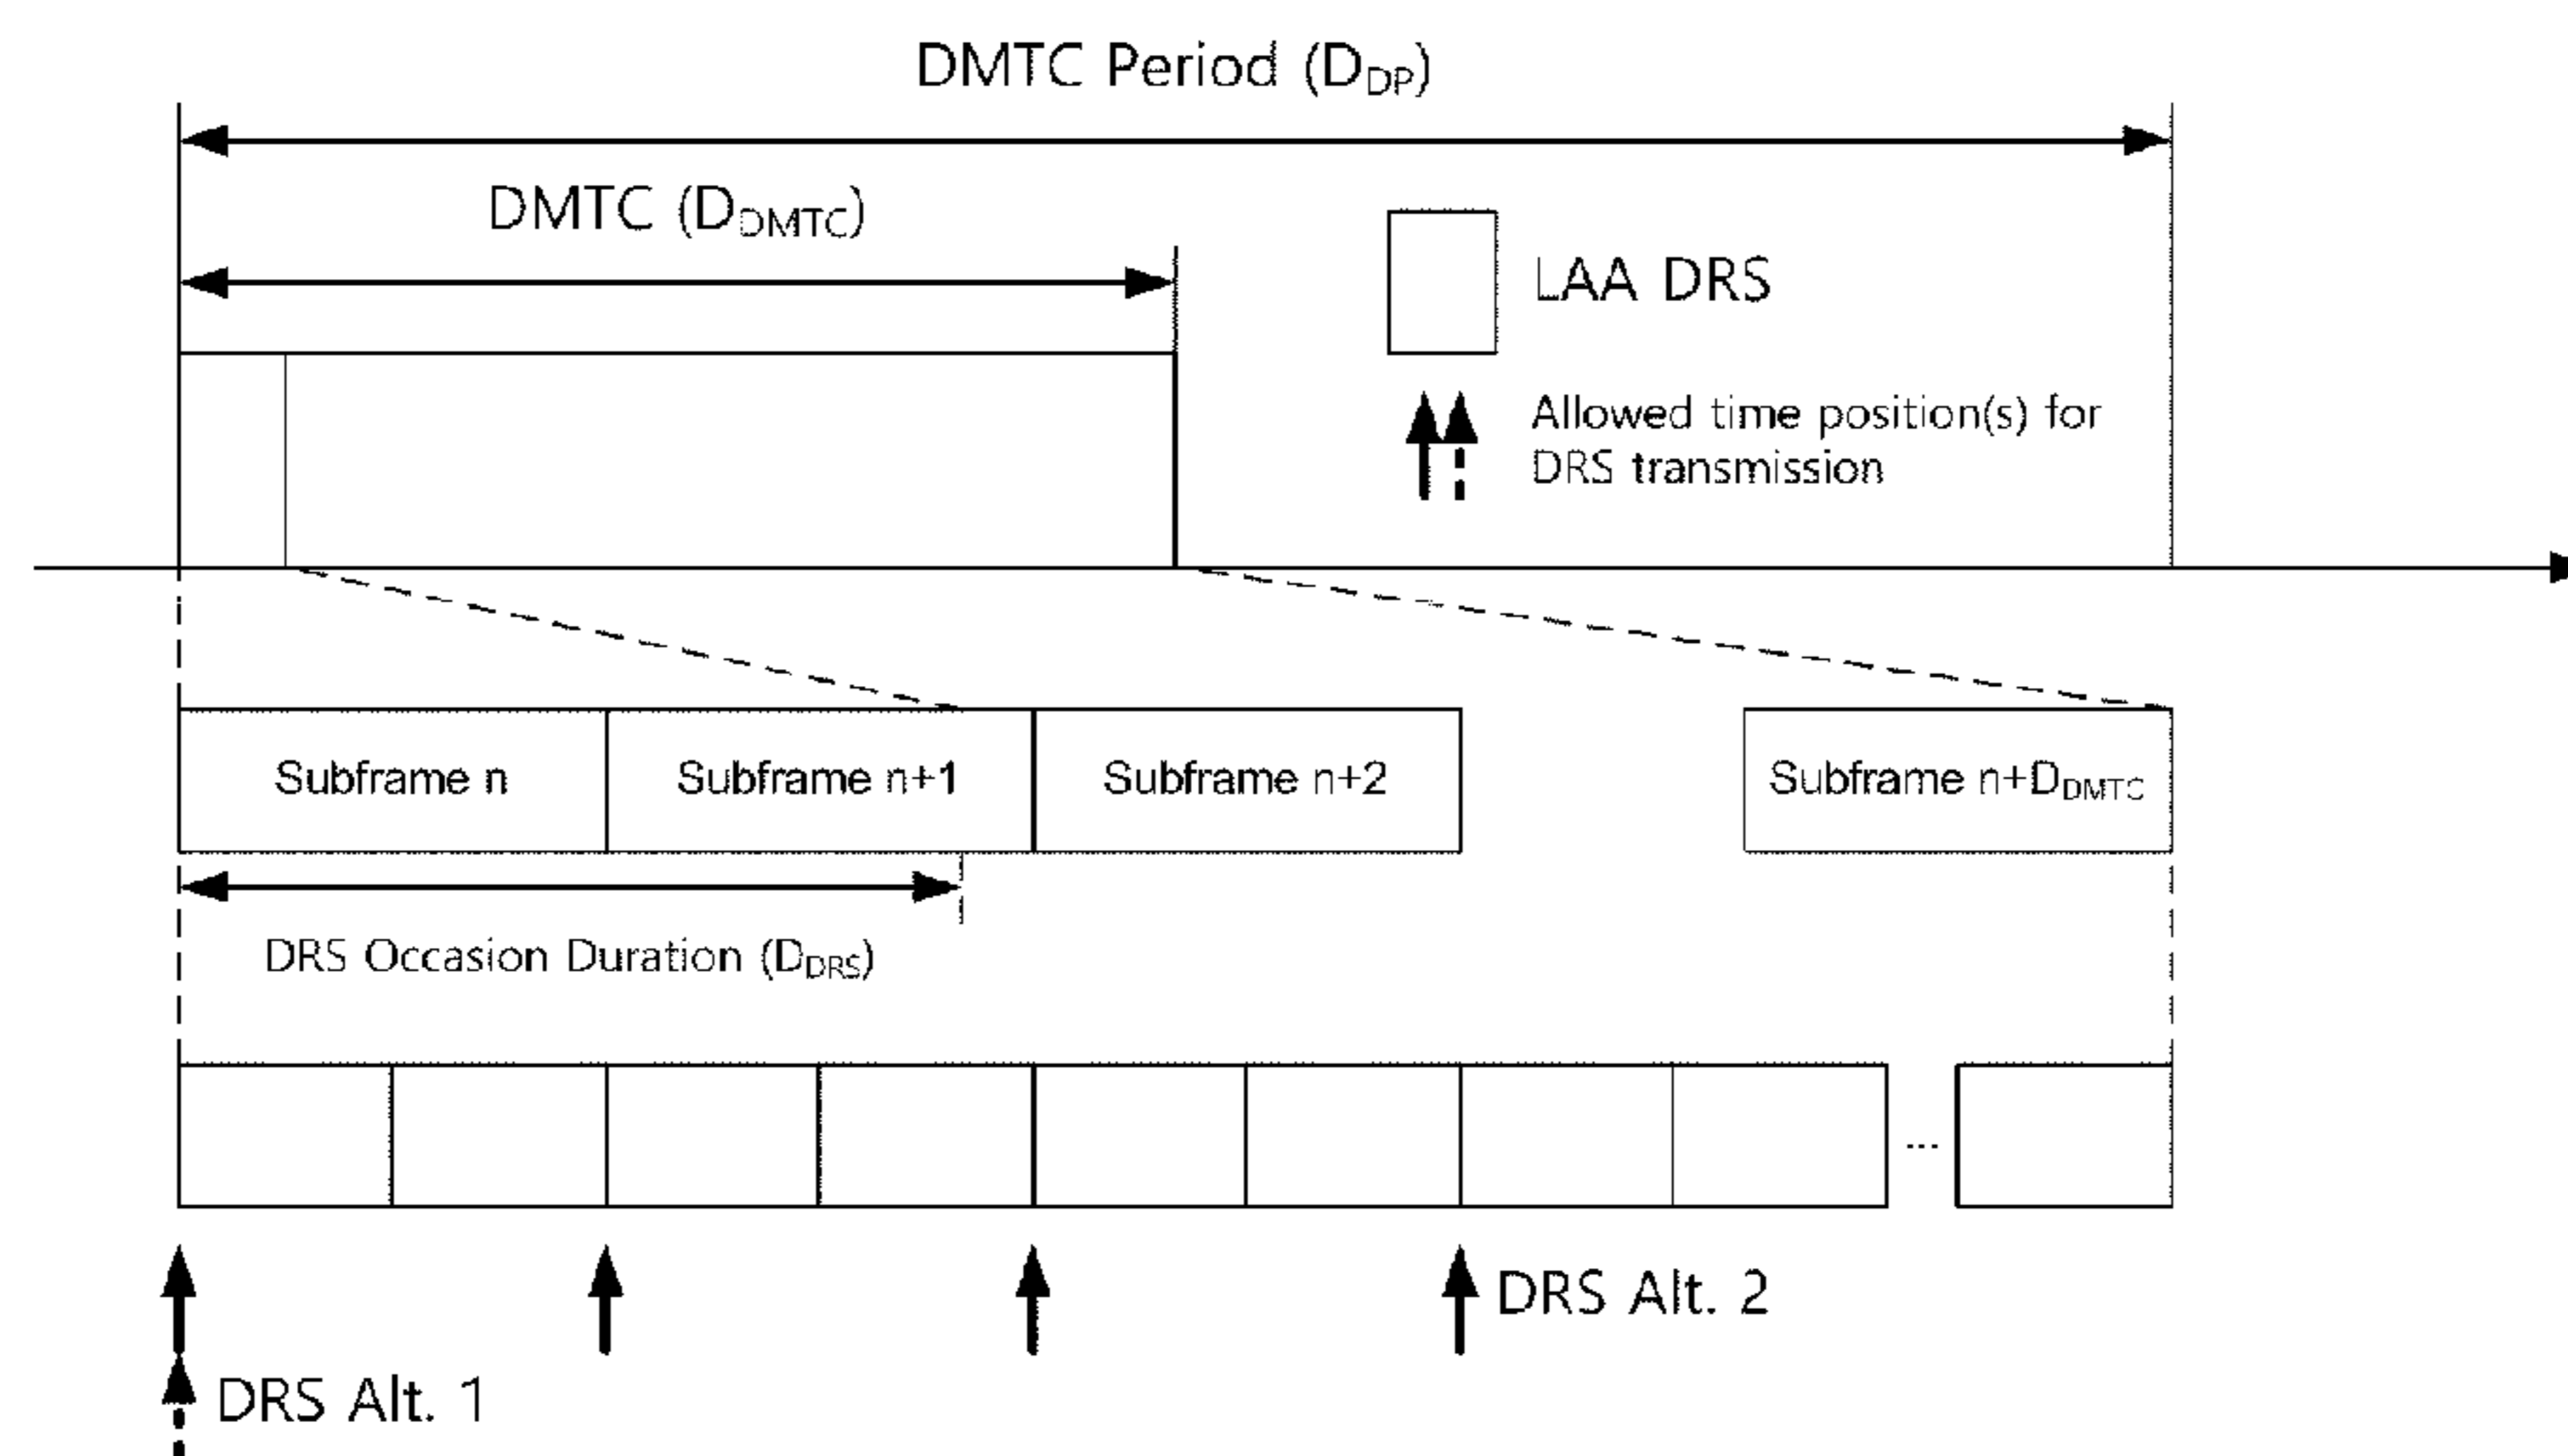 DMTC Period (DDP)
DMTC (DDMTC)
LAA DRS
Allowed time position(s) for
DRS transmission
Subframe n
Subframe n+1
Subframe n+2
Subframe n+DDMTC
DRS Occasion Duration (DDRS)
...
DRS Alt. 2
DRS Alt. 1